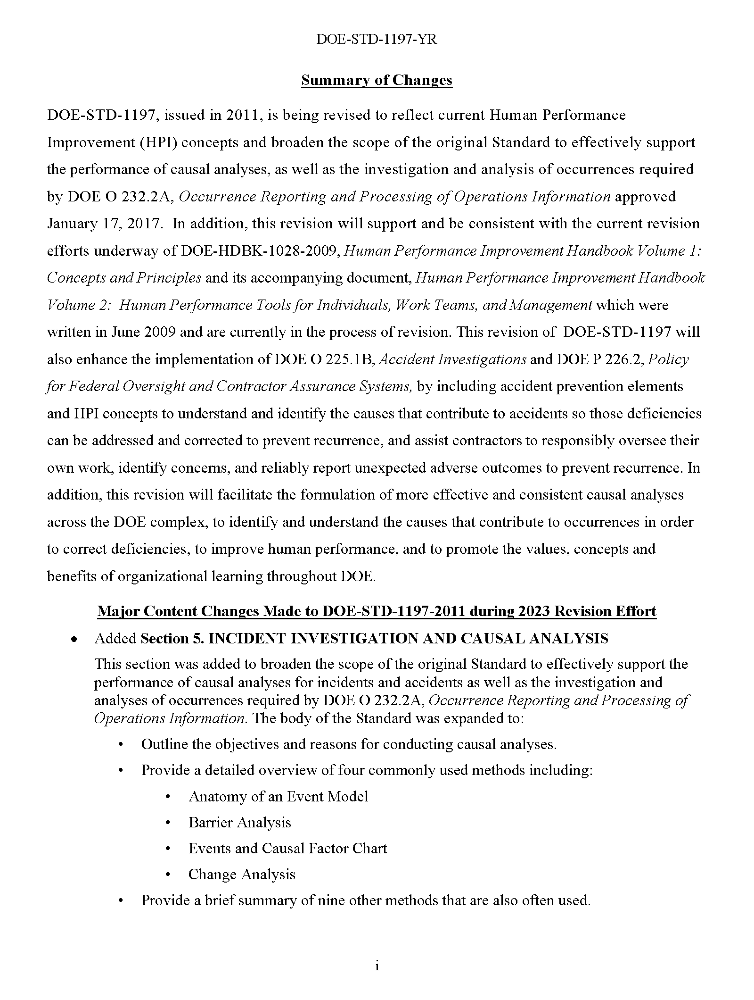 DOE-STD-1197-YR
Summary of Changes
DOE-STD-1197, issued in 2011, is being revised to reflect current Human Performance
Improvement (HPI) concepts and broaden the scope of the original Standard to effectively support
the performance of causal analyses, as well as the investigation and analysis of occurrences required
by DOE O 232.2A, Occurrence Reporting and Processing of Operations Information approved
January 17, 2017.  In addition, this revision will support and be consistent with the current revision
efforts underway of DOE-HDBK-1028-2009, Human Performance Improvement Handbook Volume 1:
Concepts and Principles and its accompanying document, Human Performance Improvement Handbook
Volume 2:  Human Performance Tools for Individuals, Work Teams, and Management which were
written in June 2009 and are currently in the process of revision. This revision of  DOE-STD-1197 will
also enhance the implementation of DOE O 225.1B, Accident Investigations and DOE P 226.2, Policy
for Federal Oversight and Contractor Assurance Systems, by including accident prevention elements
and HPI concepts to understand and identify the causes that contribute to accidents so those deficiencies
can be addressed and corrected to prevent recurrence, and assist contractors to responsibly oversee their
own work, identify concerns, and reliably report unexpected adverse outcomes to prevent recurrence. In
addition, this revision will facilitate the formulation of more effective and consistent causal analyses
across the DOE complex, to identify and understand the causes that contribute to occurrences in order
to correct deficiencies, to improve human performance, and to promote the values, concepts and
benefits of organizational learning throughout DOE.
Major Content Changes Made to DOE-STD-1197-2011 during 2023 Revision Effort
• Added Section 5. INCIDENT INVESTIGATION AND CAUSAL ANALYSIS
This section was added to broaden the scope of the original Standard to effectively support the
performance of causal analyses for incidents and accidents as well as the investigation and
analyses of occurrences required by DOE O 232.2A, Occurrence Reporting and Processing of
Operations Information. The body of the Standard was expanded to:
• Outline the objectives and reasons for conducting causal analyses.
• Provide a detailed overview of four commonly used methods including:
• Anatomy of an Event Model
• Barrier Analysis
• Events and Causal Factor Chart
• Change Analysis
• Provide a brief summary of nine other methods that are also often used.
i